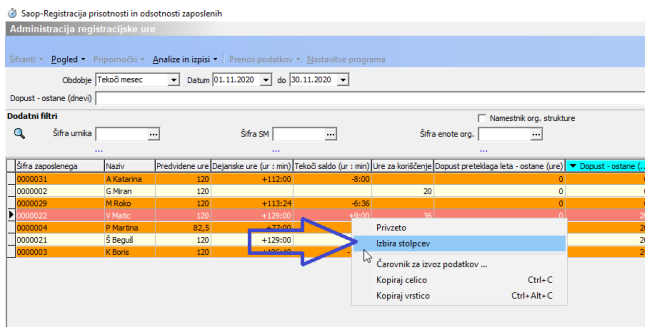 Saop-Registracija prisotnosti in odsotnosti zaposlenih
Administracija registracijske ure
Šifranti Pogled Pripomočki Analize in izpisi Prenos podatkov Nastavitve programa
Obdobje Tekoči mesec Datum 01.11.2020 do 30.11.2020
Dopust - ostane (dnevi)
Dodatni filtri Namestnik org. strukture
Šifra urnika ... Šifra SM ... Šifra enote org. ...
... ... ...
Šifra zaposlenega Naziv Predvidene ure Dejanske ure (ur : min) Tekoči saldo (ur : min) Ure za koriščenje Dopust preteklega leta - ostane (ure) Dopust - ostane (...
0000031 A Katarina 120 +112:00 -8:00 0
0000002 G Miran 120 20 0
0000029 M Roko 120 +113:24 -6:36 0
0000022 V Matic 120 +129:00 +9:00 36 0
0000004 P Martina 82,5 +77:00
0000021 Š Beguš 120 +129:00
0000003 K Boris 120
Privzeto
Izbira stolpcev
Čarovnik za izvoz podatkov ...
Kopiraj celico Ctrl+C
Kopiraj vrstico Ctrl+Alt+C